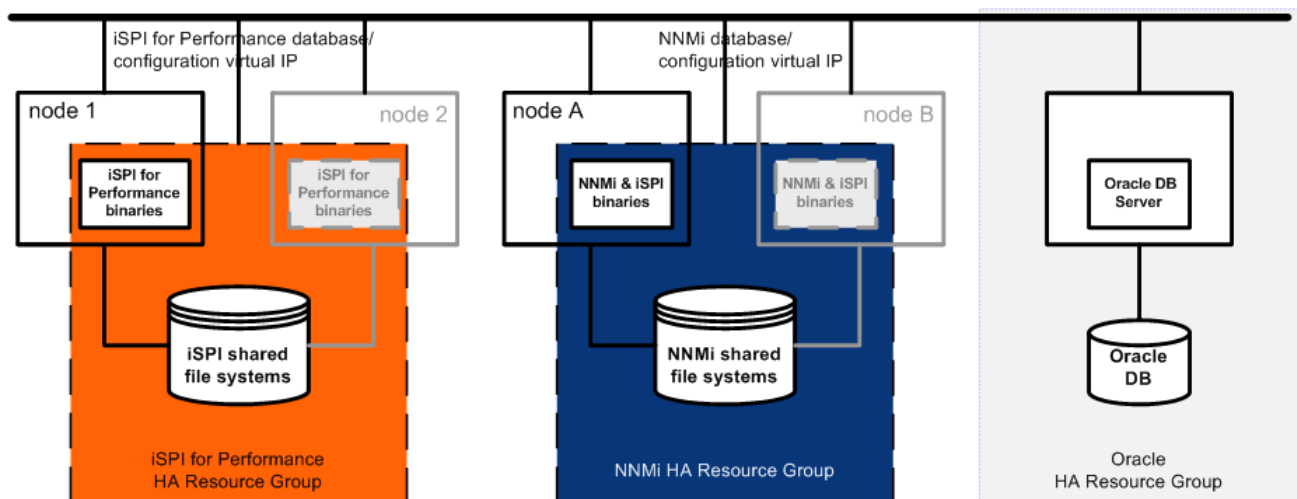 iSPI for Performance database/
configuration virtual IP
NNMi database/
configuration virtual IP
node 1
node 2
node A
node B
iSPI for
Performance
binaries
iSPI for
Performance
binaries
NNMi & iSPI
binaries
NNMi & iSPI
binaries
Oracle DB
Server
iSPI shared
file systems
NNMi shared
file systems
Oracle
DB
iSPI for Performance
HA Resource Group
NNMi HA Resource Group
Oracle
HA Resource Group